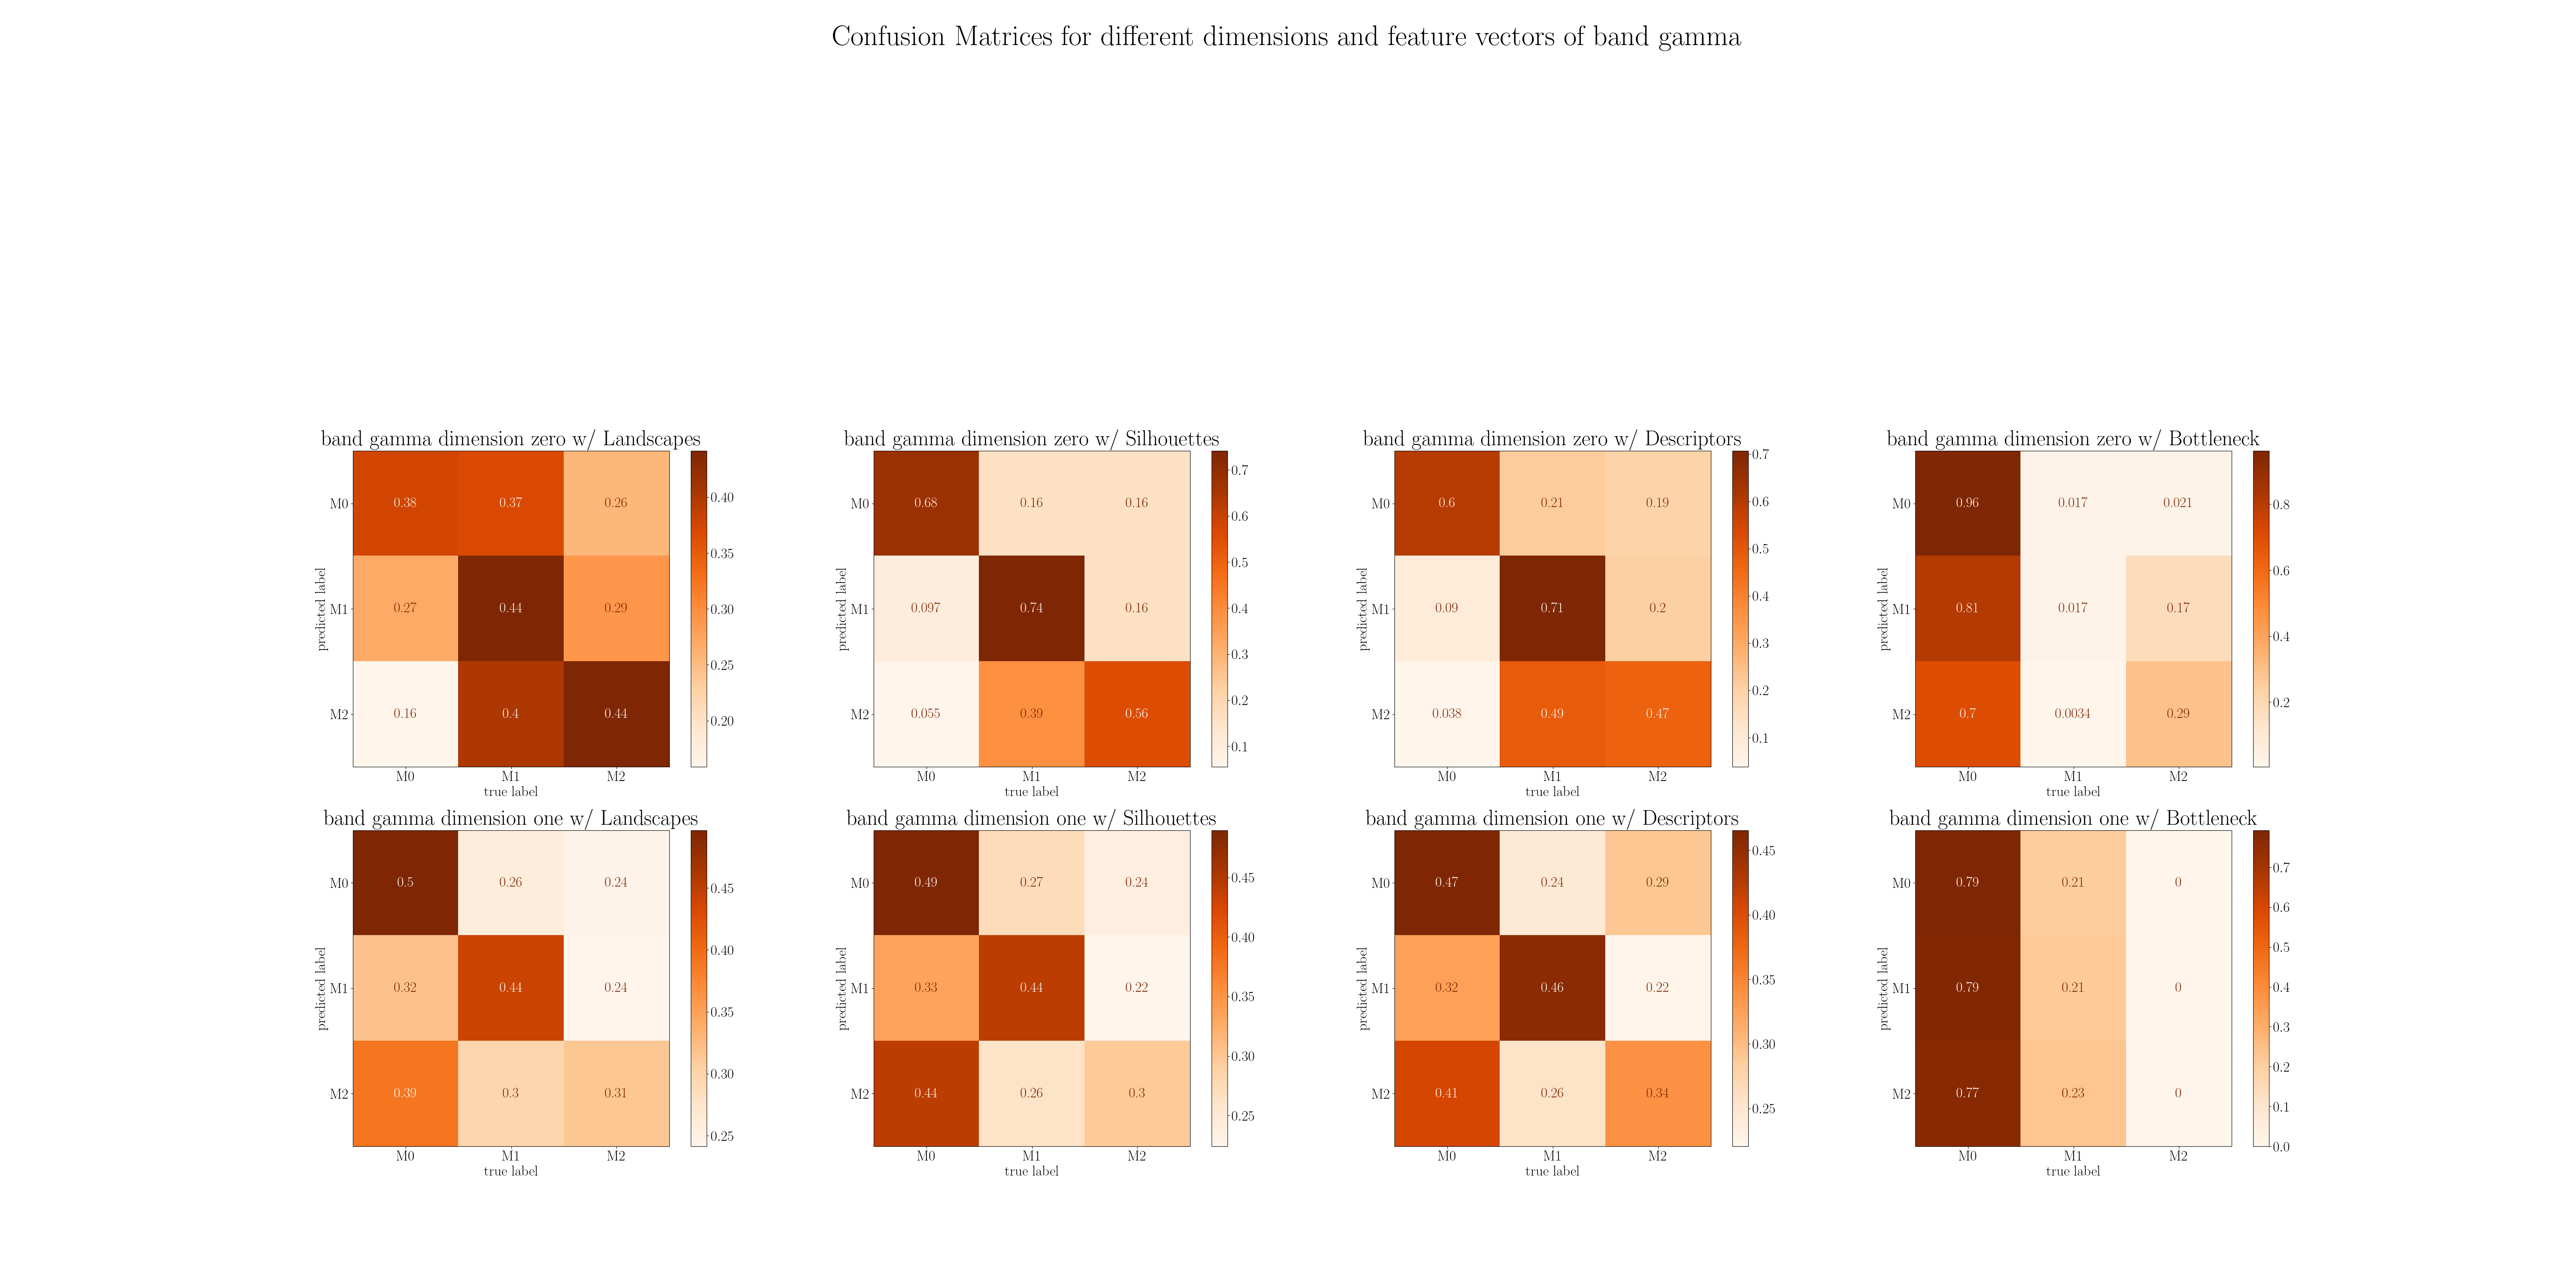 Confusion Matrices for different dimensions and feature vectors of band gamma
band gamma dimension zero w/ Landscapes
predicted label
M0 0.38 0.37 0.26
M1 0.27 0.44 0.29
M2 0.16 0.4 0.44
M0 M1 M2
true label
0.40
0.35
0.30
0.25
0.20
band gamma dimension zero w/ Silhouettes
predicted label
M0 0.68 0.16 0.16
M1 0.097 0.74 0.16
M2 0.055 0.39 0.56
M0 M1 M2
true label
0.7
0.6
0.5
0.4
0.3
0.2
0.1
band gamma dimension zero w/ Descriptors
predicted label
M0 0.6 0.21 0.19
M1 0.09 0.71 0.2
M2 0.038 0.49 0.47
M0 M1 M2
true label
0.7
0.6
0.5
0.4
0.3
0.2
0.1
band gamma dimension zero w/ Bottleneck
predicted label
M0 0.96 0.017 0.021
M1 0.81 0.017 0.17
M2 0.7 0.0034 0.29
M0 M1 M2
true label
0.8
0.6
0.4
0.2
band gamma dimension one w/ Landscapes
predicted label
M0 0.5 0.26 0.24
M1 0.32 0.44 0.24
M2 0.39 0.3 0.31
M0 M1 M2
true label
0.45
0.40
0.35
0.30
0.25
band gamma dimension one w/ Silhouettes
predicted label
M0 0.49 0.27 0.24
M1 0.33 0.44 0.22
M2 0.44 0.26 0.3
M0 M1 M2
true label
0.45
0.40
0.35
0.30
0.25
band gamma dimension one w/ Descriptors
predicted label
M0 0.47 0.24 0.29
M1 0.32 0.46 0.22
M2 0.41 0.26 0.34
M0 M1 M2
true label
0.45
0.40
0.35
0.30
0.25
band gamma dimension one w/ Bottleneck
predicted label
M0 0.79 0.21 0
M1 0.79 0.21 0
M2 0.77 0.23 0
M0 M1 M2
true label
0.7
0.6
0.5
0.4
0.3
0.2
0.1
0.0